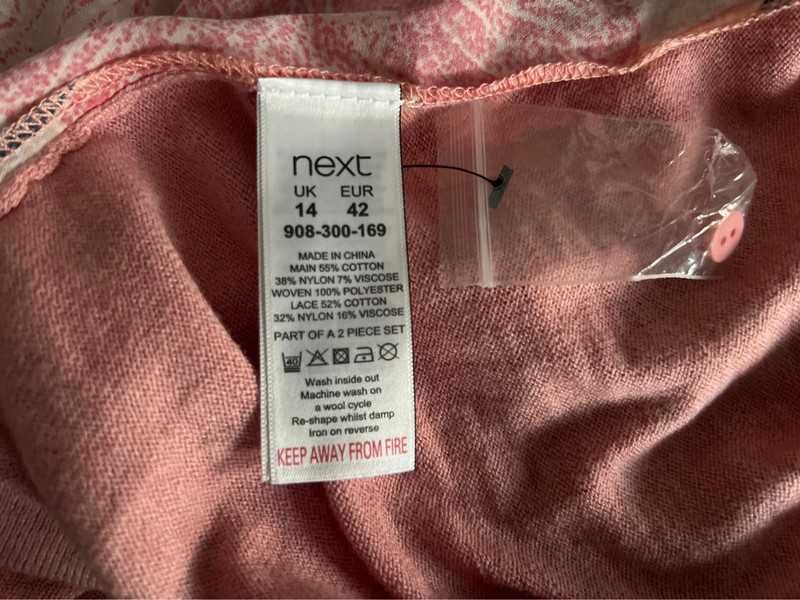 next
UK EUR
14 42
908-300-169
MADE IN CHINA
MAIN 55% COTTON
38% NYLON 7% VISCOSE
WOVEN 100% POLYESTER
LACE 52% COTTON
32% NYLON 16% VISCOSE
PART OF A 2 PIECE SET
40
Wash inside out
Machine wash on
a wool cycle
Re-shape whilst damp
Iron on reverse
KEEP AWAY FROM FIRE